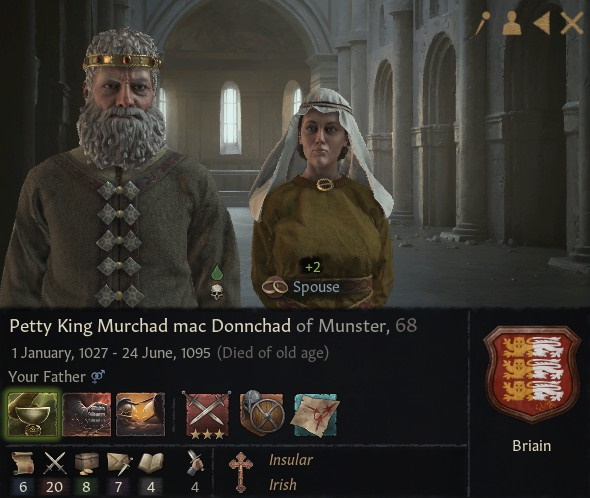 +2
Spouse
Petty King Murchad mac Donnchad of Munster, 68
1 January, 1027 - 24 June, 1095 (Died of old age)
Your Father
Briain
6 20 8 7 4 4
Insular
Irish